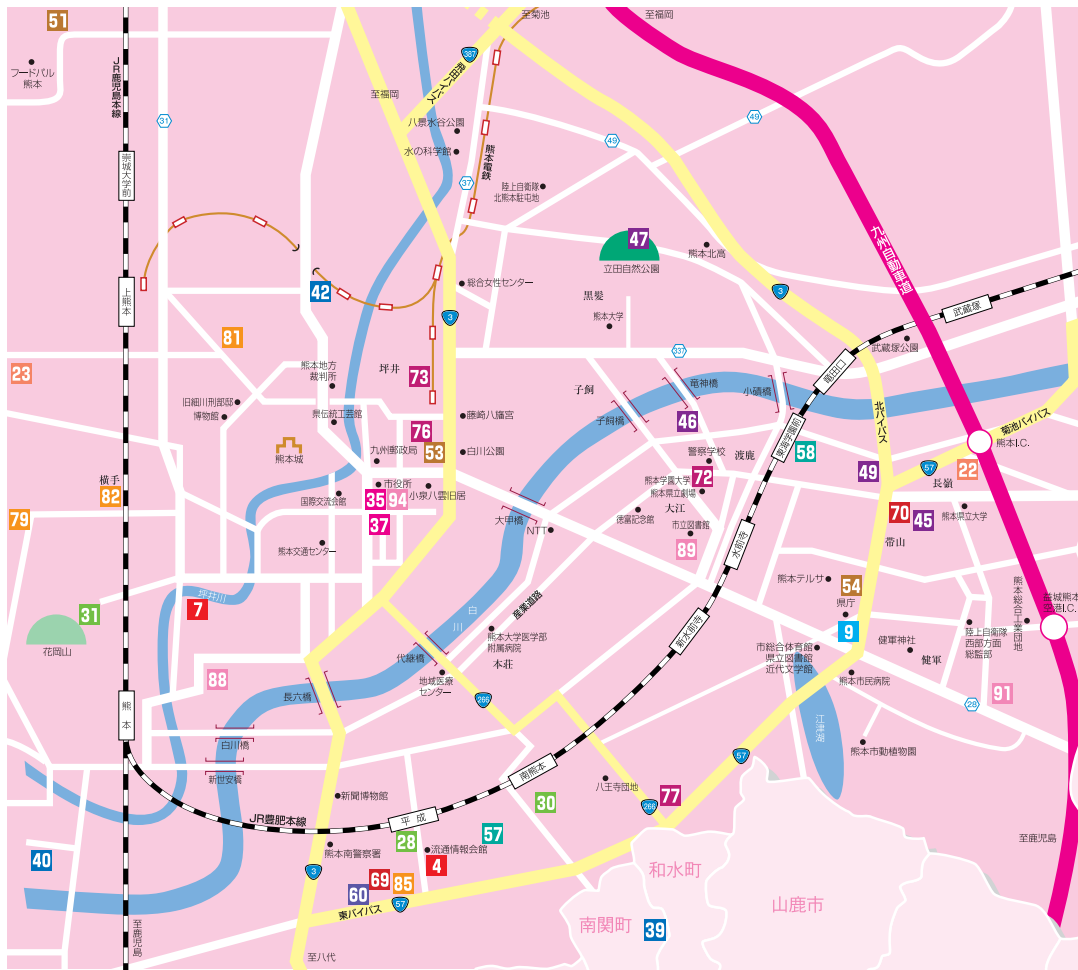 51
至菊池
至福岡
フードパル
熊本
JR鹿児島本線
387
飛田バイパス
至福岡
31
八景水谷公園
水の科学館
熊本電鉄
49
49
37
陸上自衛隊
北熊本駐屯地
崇城大学前
九州自動車道
47
立田自然公園
熊本北高
上熊本
42
総合女性センター
3
黒髪
熊本大学
3
武蔵塚
武蔵塚公園
81
23
熊本地方
裁判所
坪井
73
337
竜田口
子飼
竜神橋
小磧橋
旧細川刑部邸
博物館
県伝統工芸館
藤崎八旛宮
子飼橋
46
北バイパス
菊池バイパス
熊本I.C.
76
53
熊本城
九州郵政局
白川公園
警察学校
渡鹿
東海学園前
58
49
57
22
長嶺
横手
82
市役所
国際交流会館
35
94
小泉八雲旧居
熊本学園大学
72
熊本県立劇場
大江
79
37
大甲橋
NTT
徳富記念館
市立図書館
70
45
熊本県立大学
帯山
熊本交通センター
89
水前寺
坪井川
7
31
花岡山
産業道路
白川
熊本テルサ
54
県庁
9
熊本総合工業団地
益城熊本
空港I.C.
熊本大学医学部
附属病院
本荘
新水前寺
市総合体育館
県立図書館
近代文学館
健軍神社
健軍
陸上自衛隊
西部方面
総監部
代継橋
地域医療
センター
熊本市民病院
88
長六橋
266
28
91
熊本
白川橋
江津湖
熊本市動植物園
新世安橋
57
南熊本
八王寺団地
新聞博物館
30
266
77
JR豊肥本線
平成
28
57
至鹿児島
熊本南警察署
流通情報会館
40
4
3
69
60
85
57
東バイパス
和水町
山鹿市
南関町
39
至鹿児島
至八代